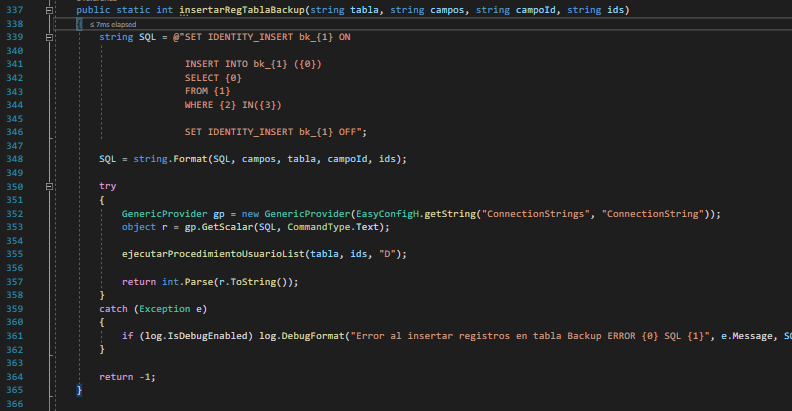 337 public static int insertarRegTablaBackup(string tabla, string campos, string campoId, string ids)
338 { ≤ 7ms elapsed
339 string SQL = @"SET IDENTITY_INSERT bk_{1} ON
340
341 INSERT INTO bk_{1} ({0})
342 SELECT {0}
343 FROM {1}
344 WHERE {2} IN({3})
345
346 SET IDENTITY_INSERT bk_{1} OFF";
347
348 SQL = string.Format(SQL, campos, tabla, campoId, ids);
349
350 try
351 {
352 GenericProvider gp = new GenericProvider(EasyConfigH.getString("ConnectionStrings", "ConnectionString"));
353 object r = gp.GetScalar(SQL, CommandType.Text);
354
355 ejecutarProcedimientoUsuarioList(tabla, ids, "D");
356
357 return int.Parse(r.ToString());
358 }
359 catch (Exception e)
360 {
361 if (log.IsDebugEnabled) log.DebugFormat("Error al insertar registros en tabla Backup ERROR {0} SQL {1}", e.Message,
362 }
363
364 return -1;
365 }
366